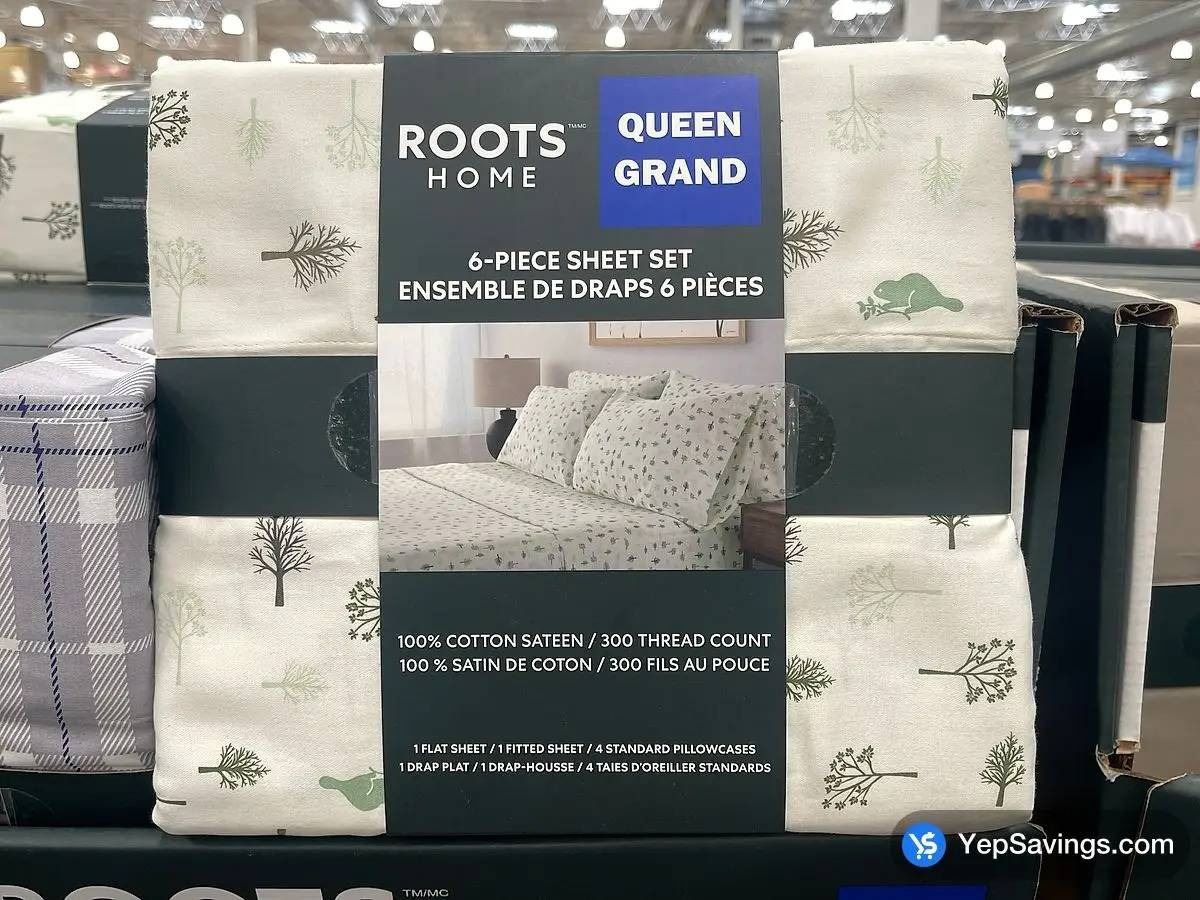 ROOTS™/MC
HOME
QUEEN
GRAND
6-PIECE SHEET SET
ENSEMBLE DE DRAPS 6 PIÈCES
100% COTTON SATEEN / 300 THREAD COUNT
100 % SATIN DE COTON / 300 FILS AU POUCE
1 FLAT SHEET / 1 FITTED SHEET / 4 STANDARD PILLOWCASES
1 DRAP PLAT / 1 DRAP-HOUSSE / 4 TAIES D'OREILLER STANDARDS
YepSavings.com
ROOTS TM/MC